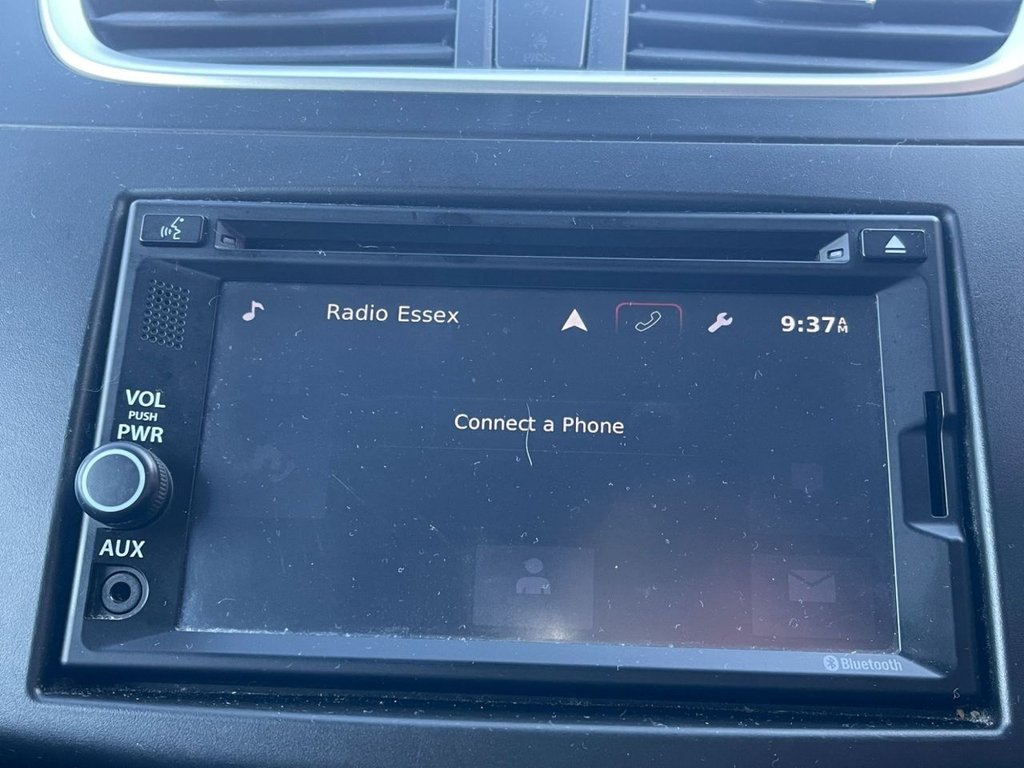 Radio Essex
9:37AM
Connect a Phone
VOL
PUSH
PWR
AUX
Bluetooth